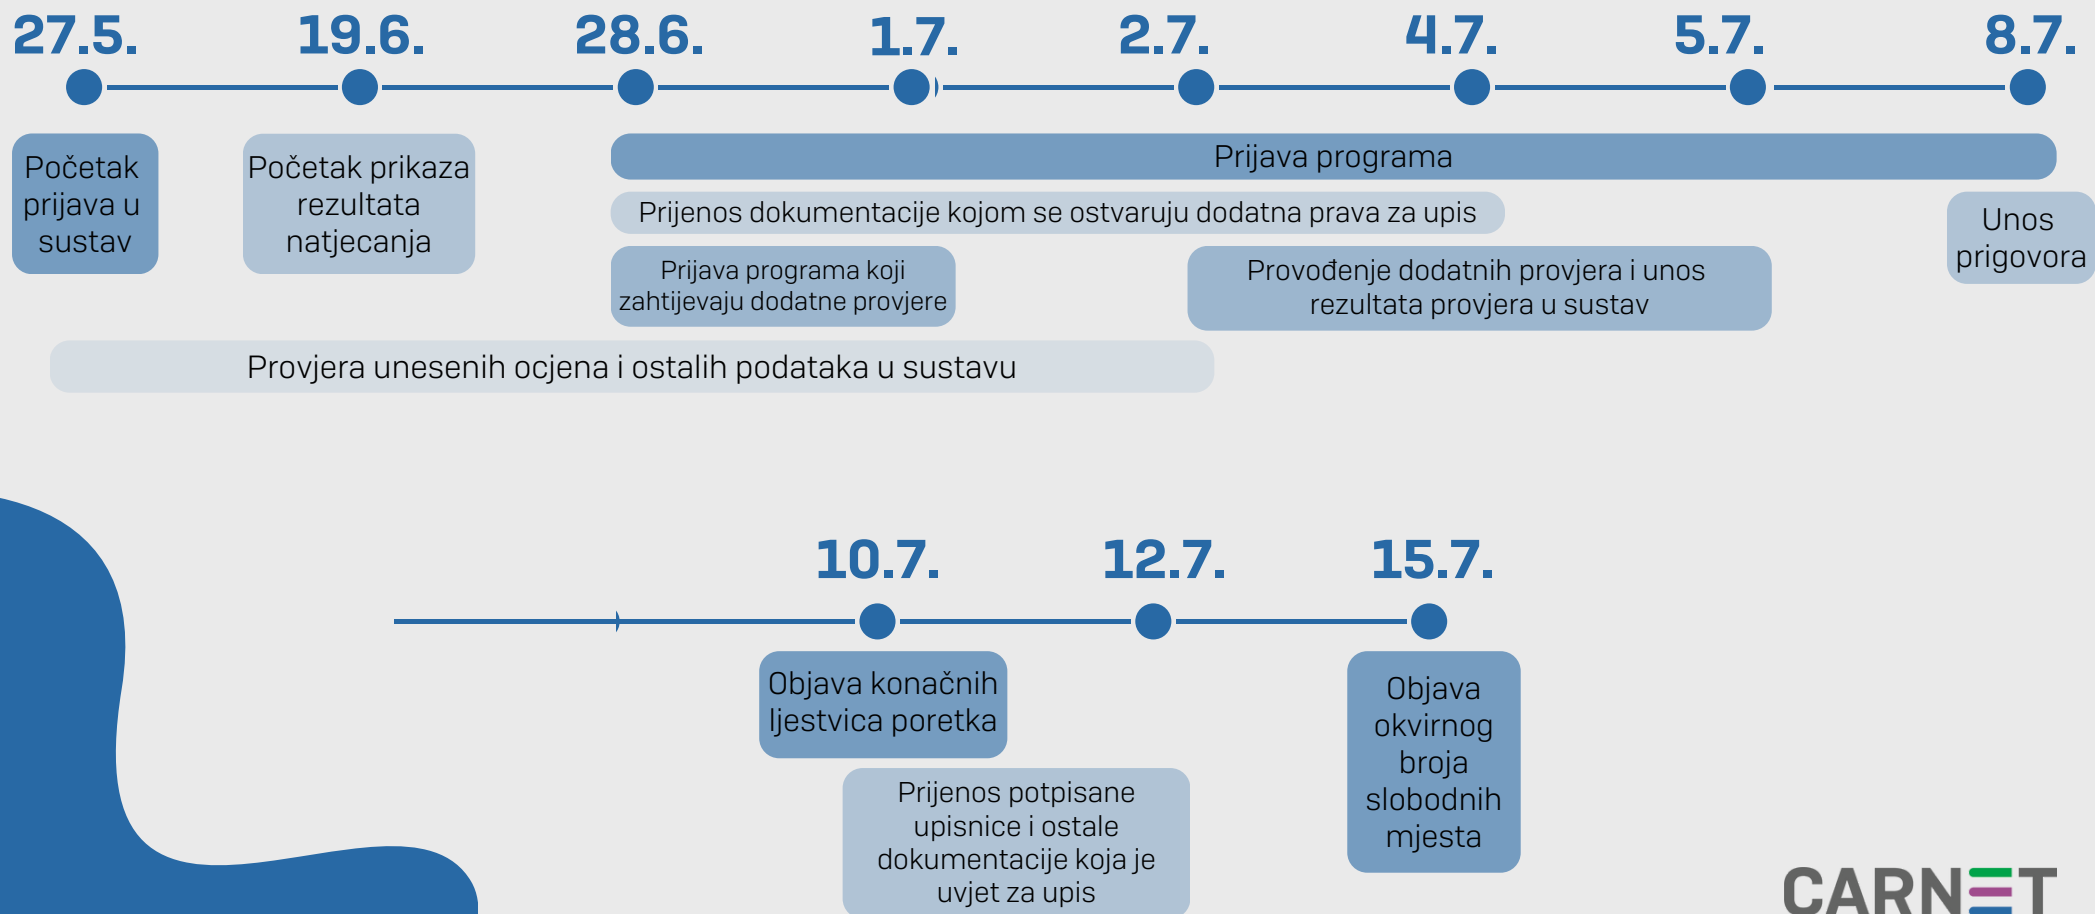 27.5. 19.6. 28.6. 1.7. 2.7. 4.7. 5.7. 8.7.
Početak
prijava u
sustav
Početak prikaza
rezultata
natjecanja
Prijava programa
Prijenos dokumentacije kojom se ostvaruju dodatna prava za upis
Prijava programa koji
zahtijevaju dodatne provjere
Provođenje dodatnih provjera i unos
rezultata provjera u sustav
Unos
prigovora
Provjera unesenih ocjena i ostalih podataka u sustavu
10.7. 12.7. 15.7.
Objava konačnih
ljestvica poretka
Prijenos potpisane
upisnice i ostale
dokumentacije koja je
uvjet za upis
Objava
okvirnog
broja
slobodnih
mjesta
CARNET